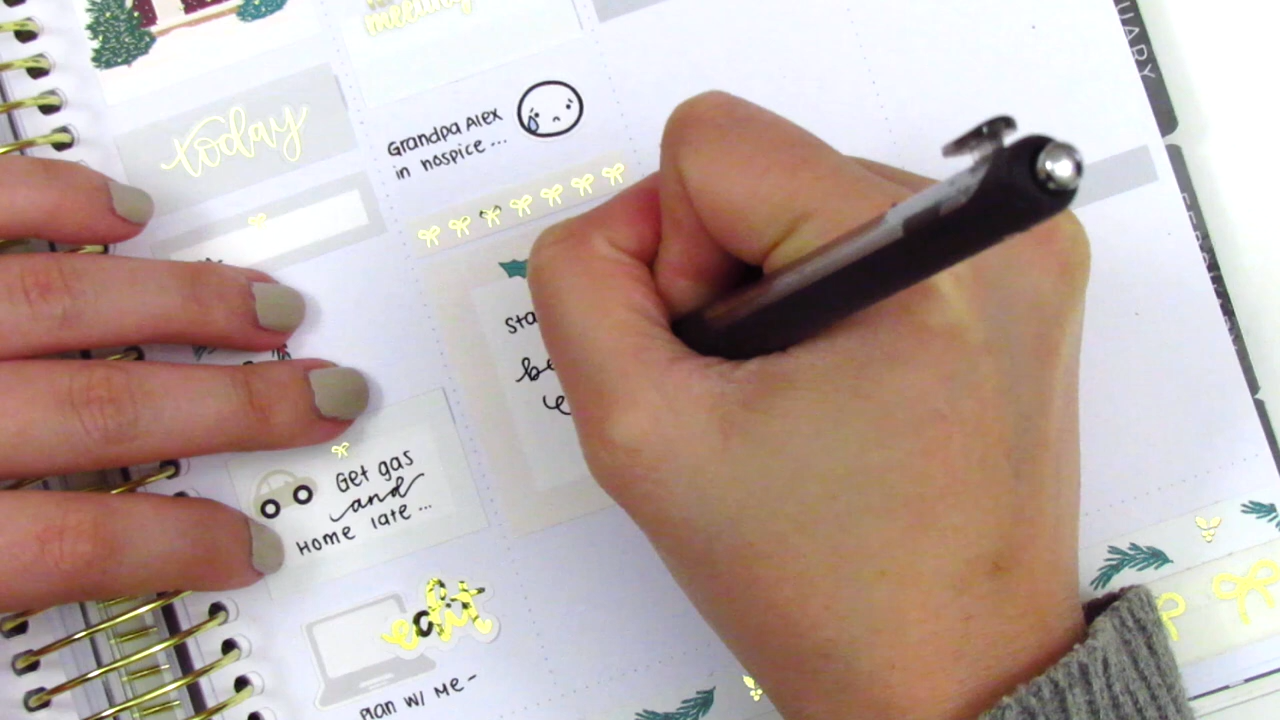 meeting
today
Grandpa Alex
in hospice...
Get gas
and
Home late...
edit
Plan w/ Me-